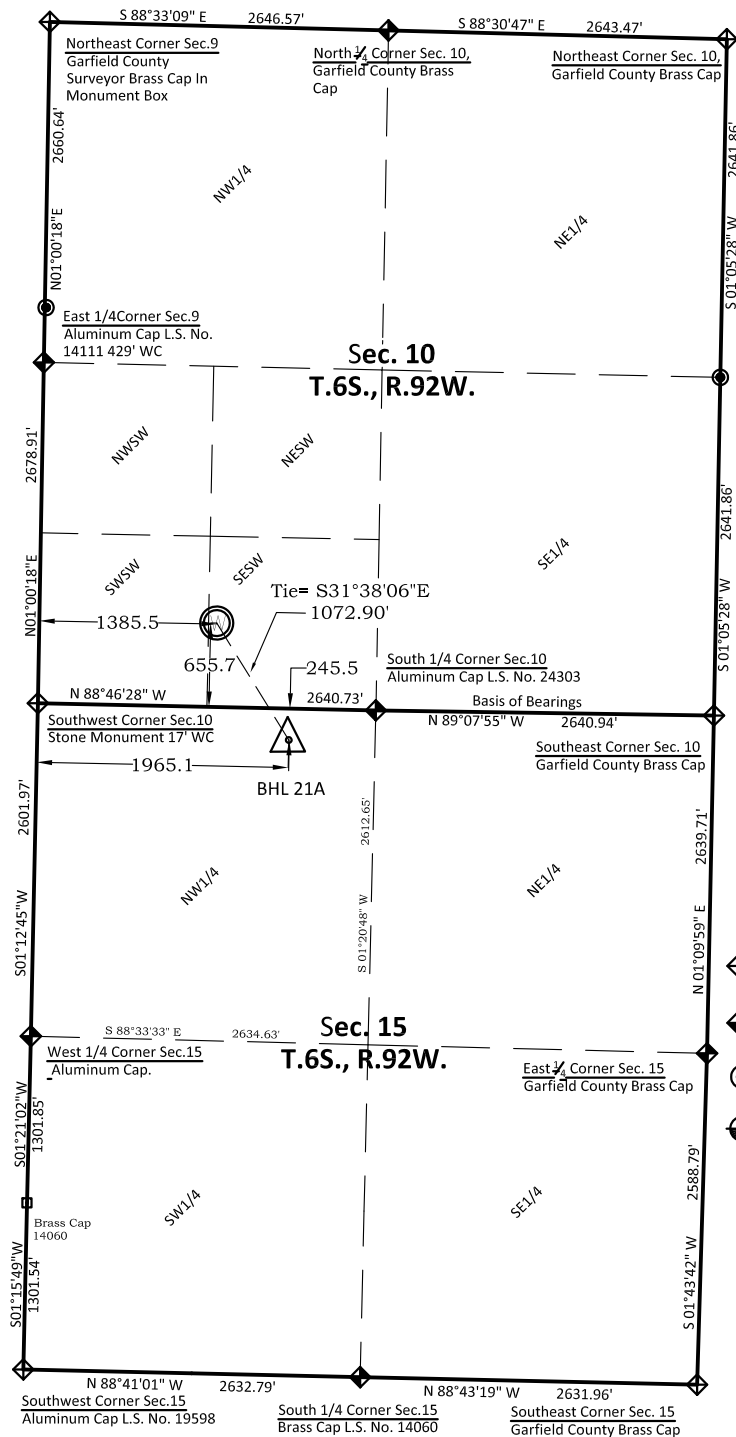 S 88°33'09" E 2646.57'
S 88°30'47" E 2643.47'
Northeast Corner Sec.9
Garfield County
Surveyor Brass Cap In
Monument Box
North 1/4 Corner Sec. 10,
Garfield County Brass
Cap
Northeast Corner Sec. 10,
Garfield County Brass Cap
2660.64'
N01°00'18"E
NW1/4
NE1/4
2641.86'
S 01°05'28" W
East 1/4Corner Sec.9
Aluminum Cap L.S. No.
14111 429' WC
Sec. 10
T.6S., R.92W.
2678.91'
N01°00'18"E
NWSW
NESW
SWSW
SESW
SE1/4
2641.86'
S 01°05'28" W
Tie= S31°38'06"E
1072.90'
1385.5
655.7
245.5
South 1/4 Corner Sec.10
Aluminum Cap L.S. No. 24303
N 88°46'28" W 2640.73'
Basis of Bearings
N 89°07'55" W 2640.94'
Southwest Corner Sec.10
Stone Monument 17' WC
Southeast Corner Sec. 10
Garfield County Brass Cap
1965.1
BHL 21A
2601.97'
S01°12'45"W
2612.65'
S 01°20'48" W
2639.71'
N 01°09'59" E
NW1/4
NE1/4
S 88°33'33" E 2634.63'
Sec. 15
T.6S., R.92W.
West 1/4 Corner Sec.15
Aluminum Cap.
East 1/4 Corner Sec. 15
Garfield County Brass Cap
S01°21'02"W
1301.85'
Brass Cap
14060
SW1/4
SE1/4
2588.79'
S 01°43'42" W
S01°15'49"W
1301.54'
N 88°41'01" W 2632.79'
N 88°43'19" W 2631.96'
Southwest Corner Sec.15
Aluminum Cap L.S. No. 19598
South 1/4 Corner Sec.15
Brass Cap L.S. No. 14060
Southeast Corner Sec. 15
Garfield County Brass Cap